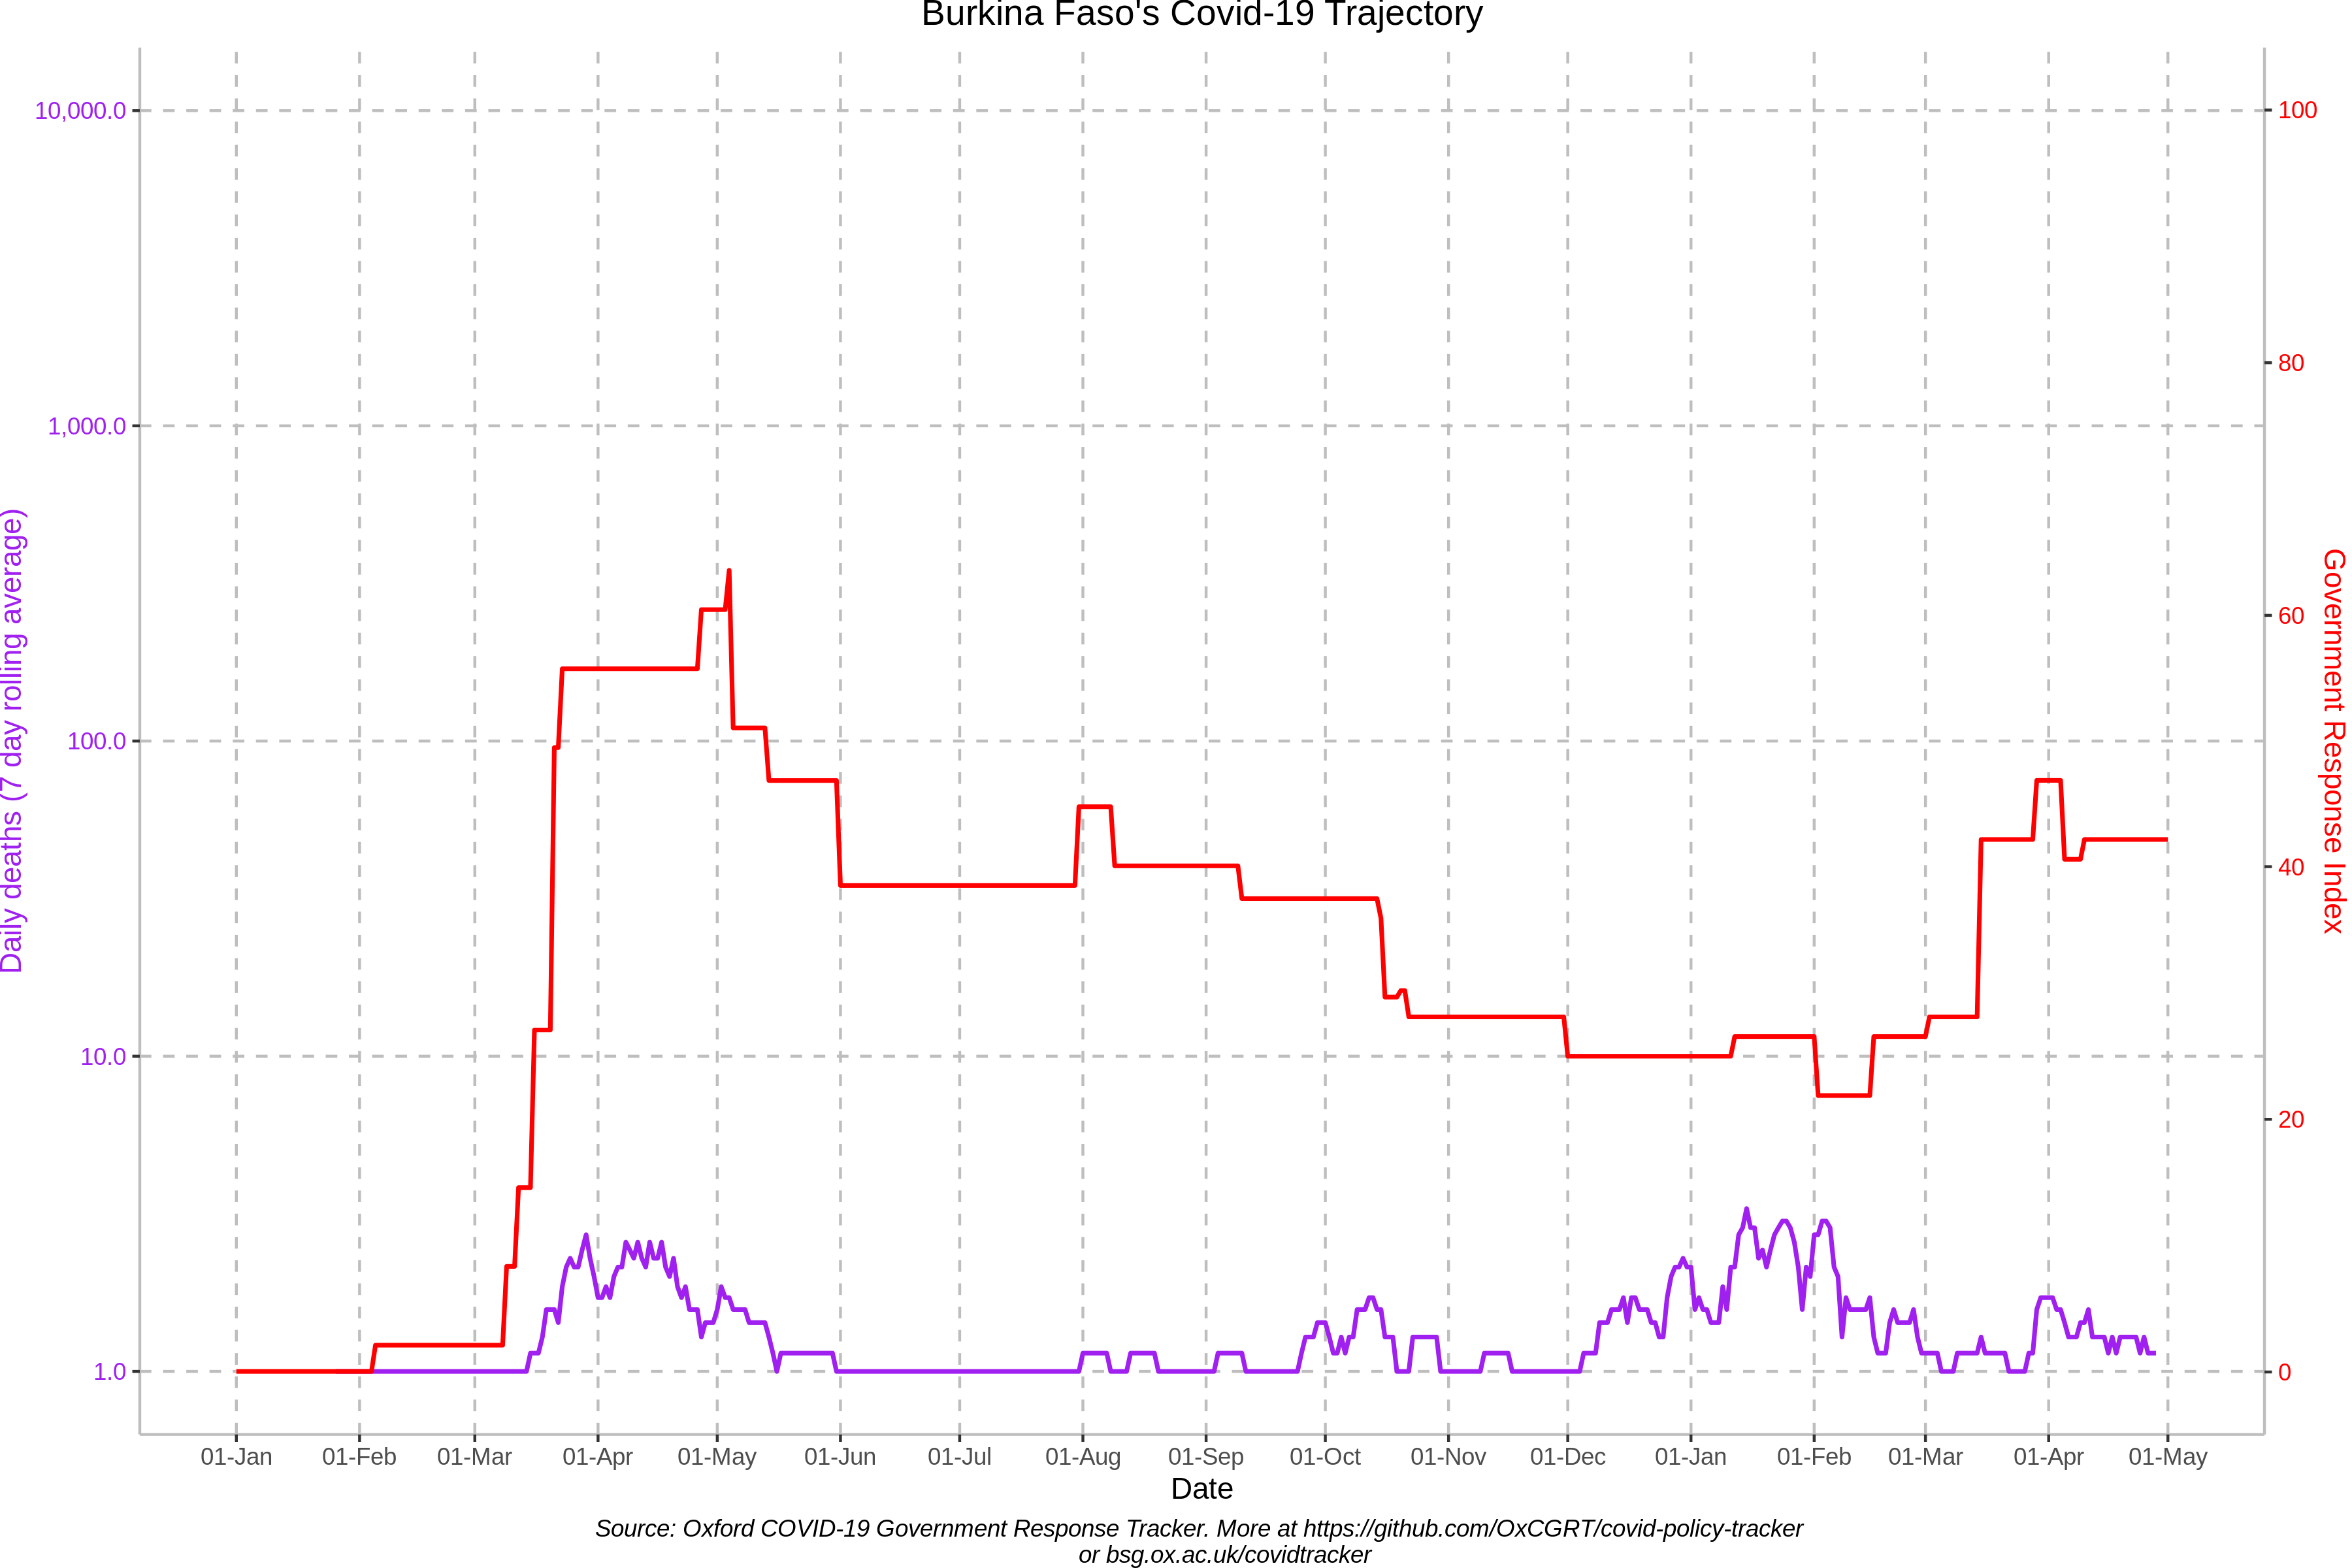 Burkina Faso's Covid-19 Trajectory
10,000.0
1,000.0
100.0
10.0
1.0
Daily deaths (7 day rolling average)
100
80
60
40
20
0
Government Response Index
01-Jan 01-Feb 01-Mar 01-Apr 01-May 01-Jun 01-Jul 01-Aug 01-Sep 01-Oct 01-Nov 01-Dec 01-Jan 01-Feb 01-Mar 01-Apr 01-May
Date
Source: Oxford COVID-19 Government Response Tracker. More at https://github.com/OxCGRT/covid-policy-tracker
or bsg.ox.ac.uk/covidtracker